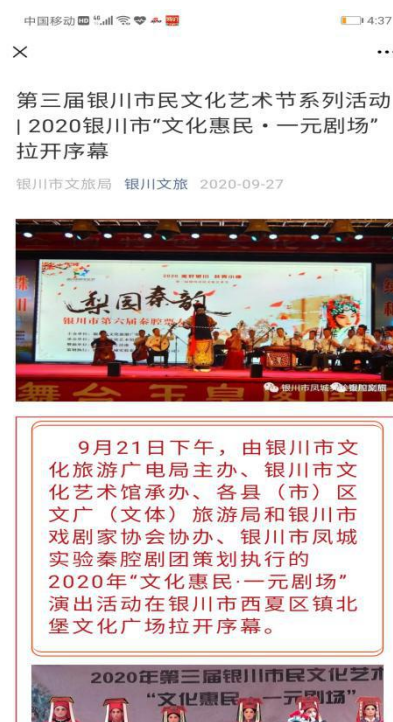 中国移动 HD 4G 4:37
第三届银川市民文化艺术节系列活动
| 2020银川市“文化惠民·一元剧场”
拉开序幕
银川市文旅局 银川文旅 2020-09-27
梨园秦韵
银川市第六届秦腔票
舞台 玉皇阁
9月21日下午，由银川市文
化旅游广电局主办、银川市文
化艺术馆承办、各县（市）区
文广（文体）旅游局和银川市
戏剧家协会协办、银川市凤城
实验秦腔剧团策划执行的
2020年“文化惠民·一元剧场”
演出活动在银川市西夏区镇北
堡文化广场拉开序幕。
2020年第三届银川市民文化艺术
“文化惠民·一元剧场”